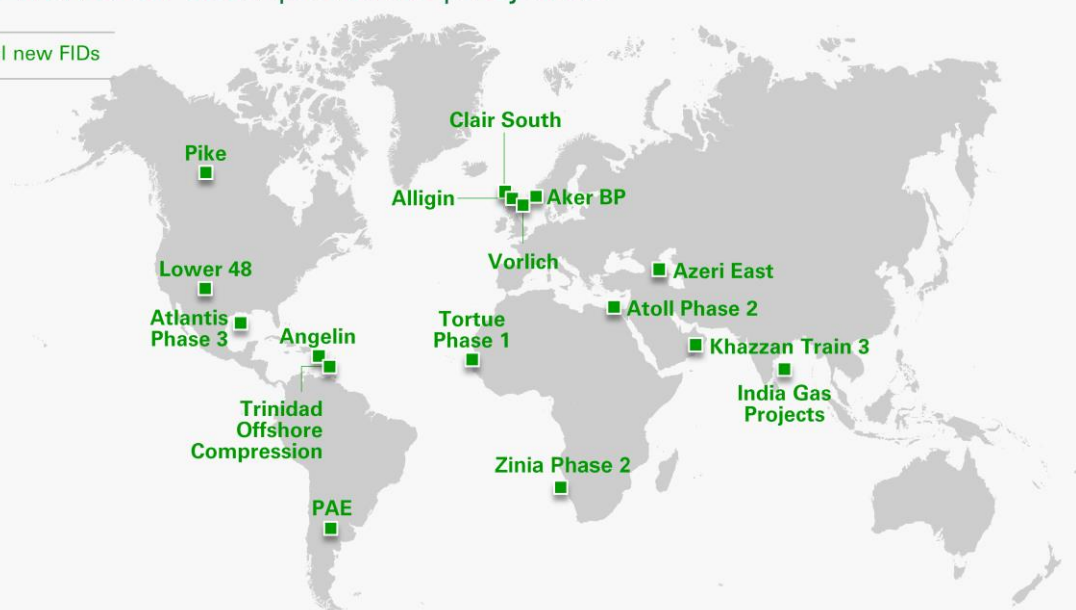 new FIDs
Clair South
Pike
Alligin
Aker BP
Vorlich
Lower 48
Azeri East
Atlantis
Phase 3
Angelin
Tortue
Phase 1
Atoll Phase 2
Khazzan Train 3
India Gas
Projects
Trinidad
Offshore
Compression
Zinia Phase 2
PAE